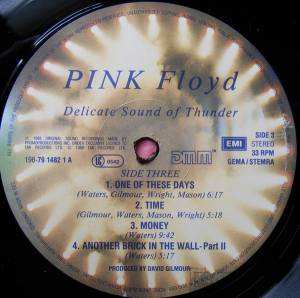 PINK Floyd
Delicate Sound of Thunder
SIDE 3
STEREO
33 RPM
GEMA/STEMRA
EMI
198-79 1482 1 A
0542
DMM
SIDE THREE
1. ONE OF THESE DAYS
(Waters, Gilmour, Wright, Mason) 6:17
2. TIME
(Gilmour, Waters, Mason, Wright) 5:18
3. MONEY
(Waters) 9:42
4. ANOTHER BRICK IN THE WALL-Part II
(Waters) 5:17
PRODUCED BY DAVID GILMOUR